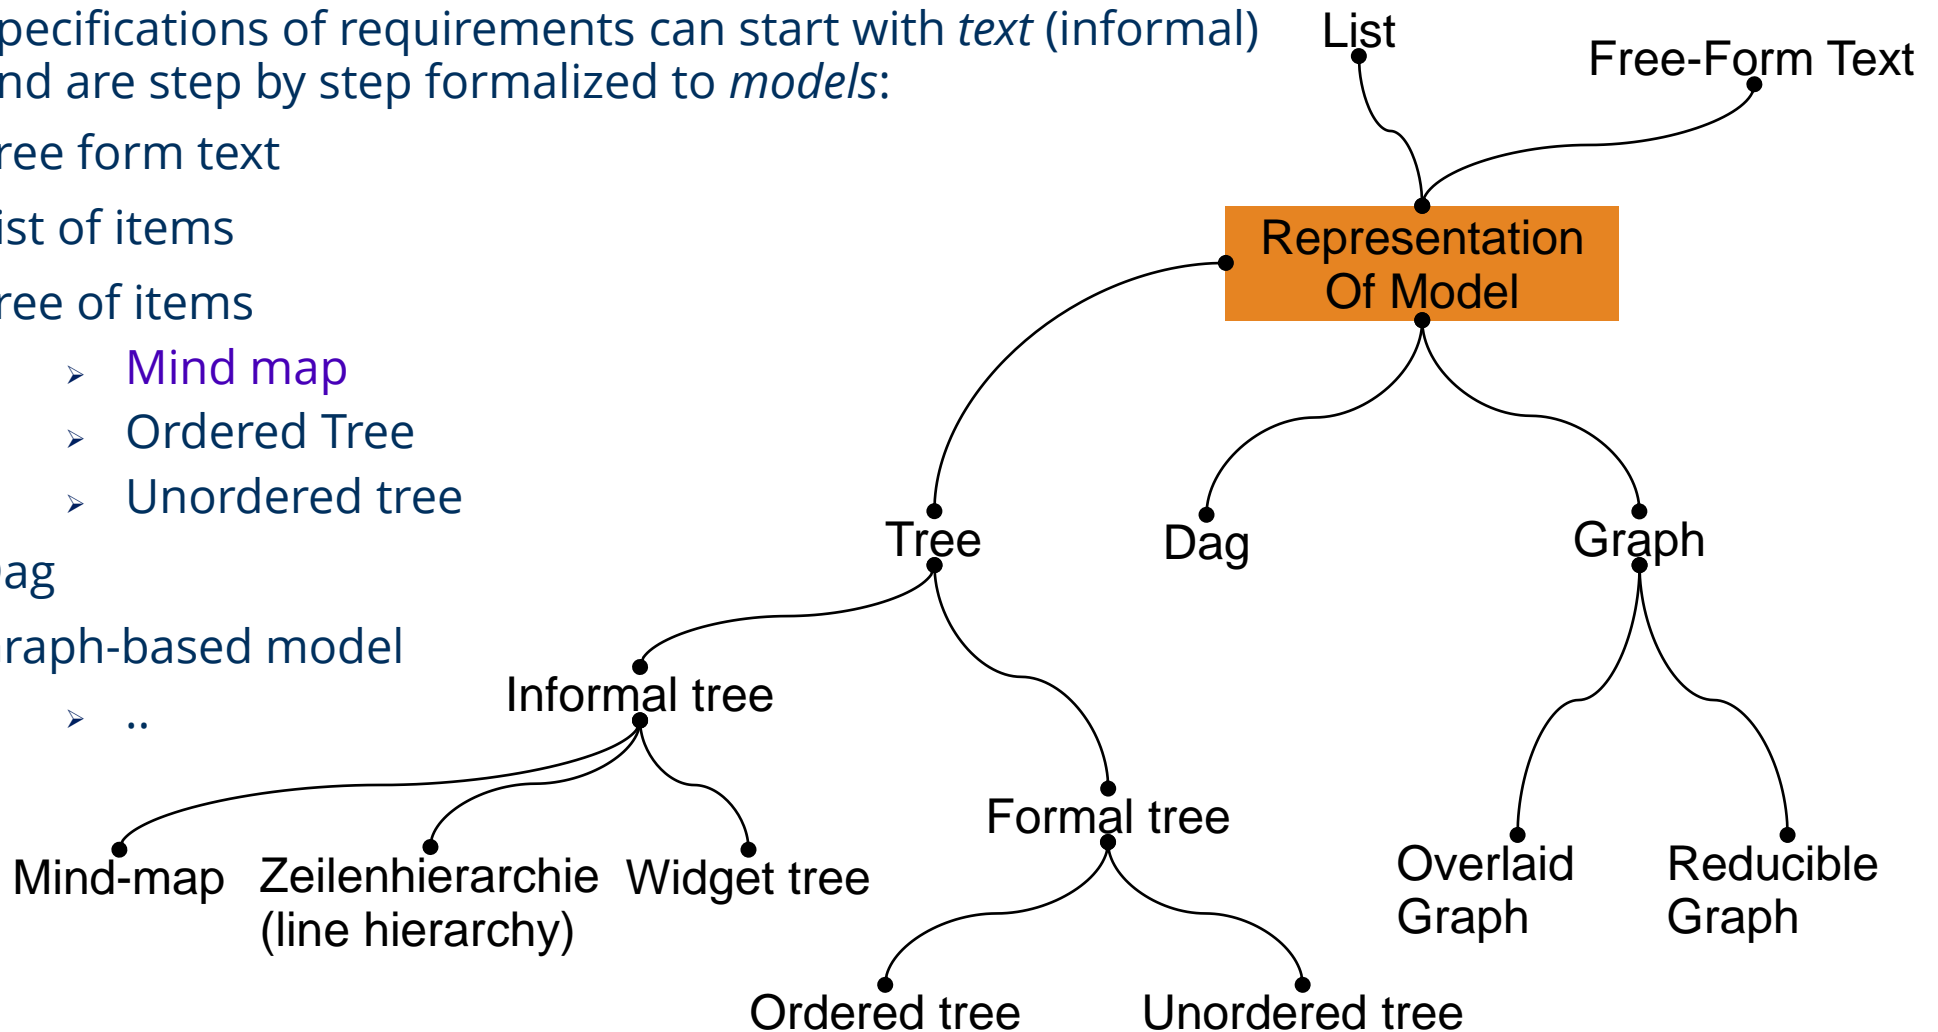 pecifications of requirements can start with text (informal)
nd are step by step formalized to models:
ree form text
ist of items
ree of items
Mind map
Ordered Tree
Unordered tree
ag
raph-based model
..
List
Free-Form Text
Representation
Of Model
Tree
Dag
Graph
Informal tree
Formal tree
Mind-map
Zeilenhierarchie
(line hierarchy)
Widget tree
Overlaid
Graph
Reducible
Graph
Ordered tree
Unordered tree